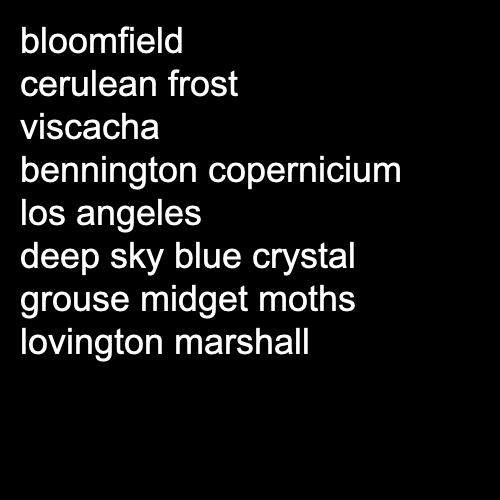 bloomfield
cerulean frost
viscacha
bennington copernicium
los angeles
deep sky blue crystal
grouse midget moths
lovington marshall